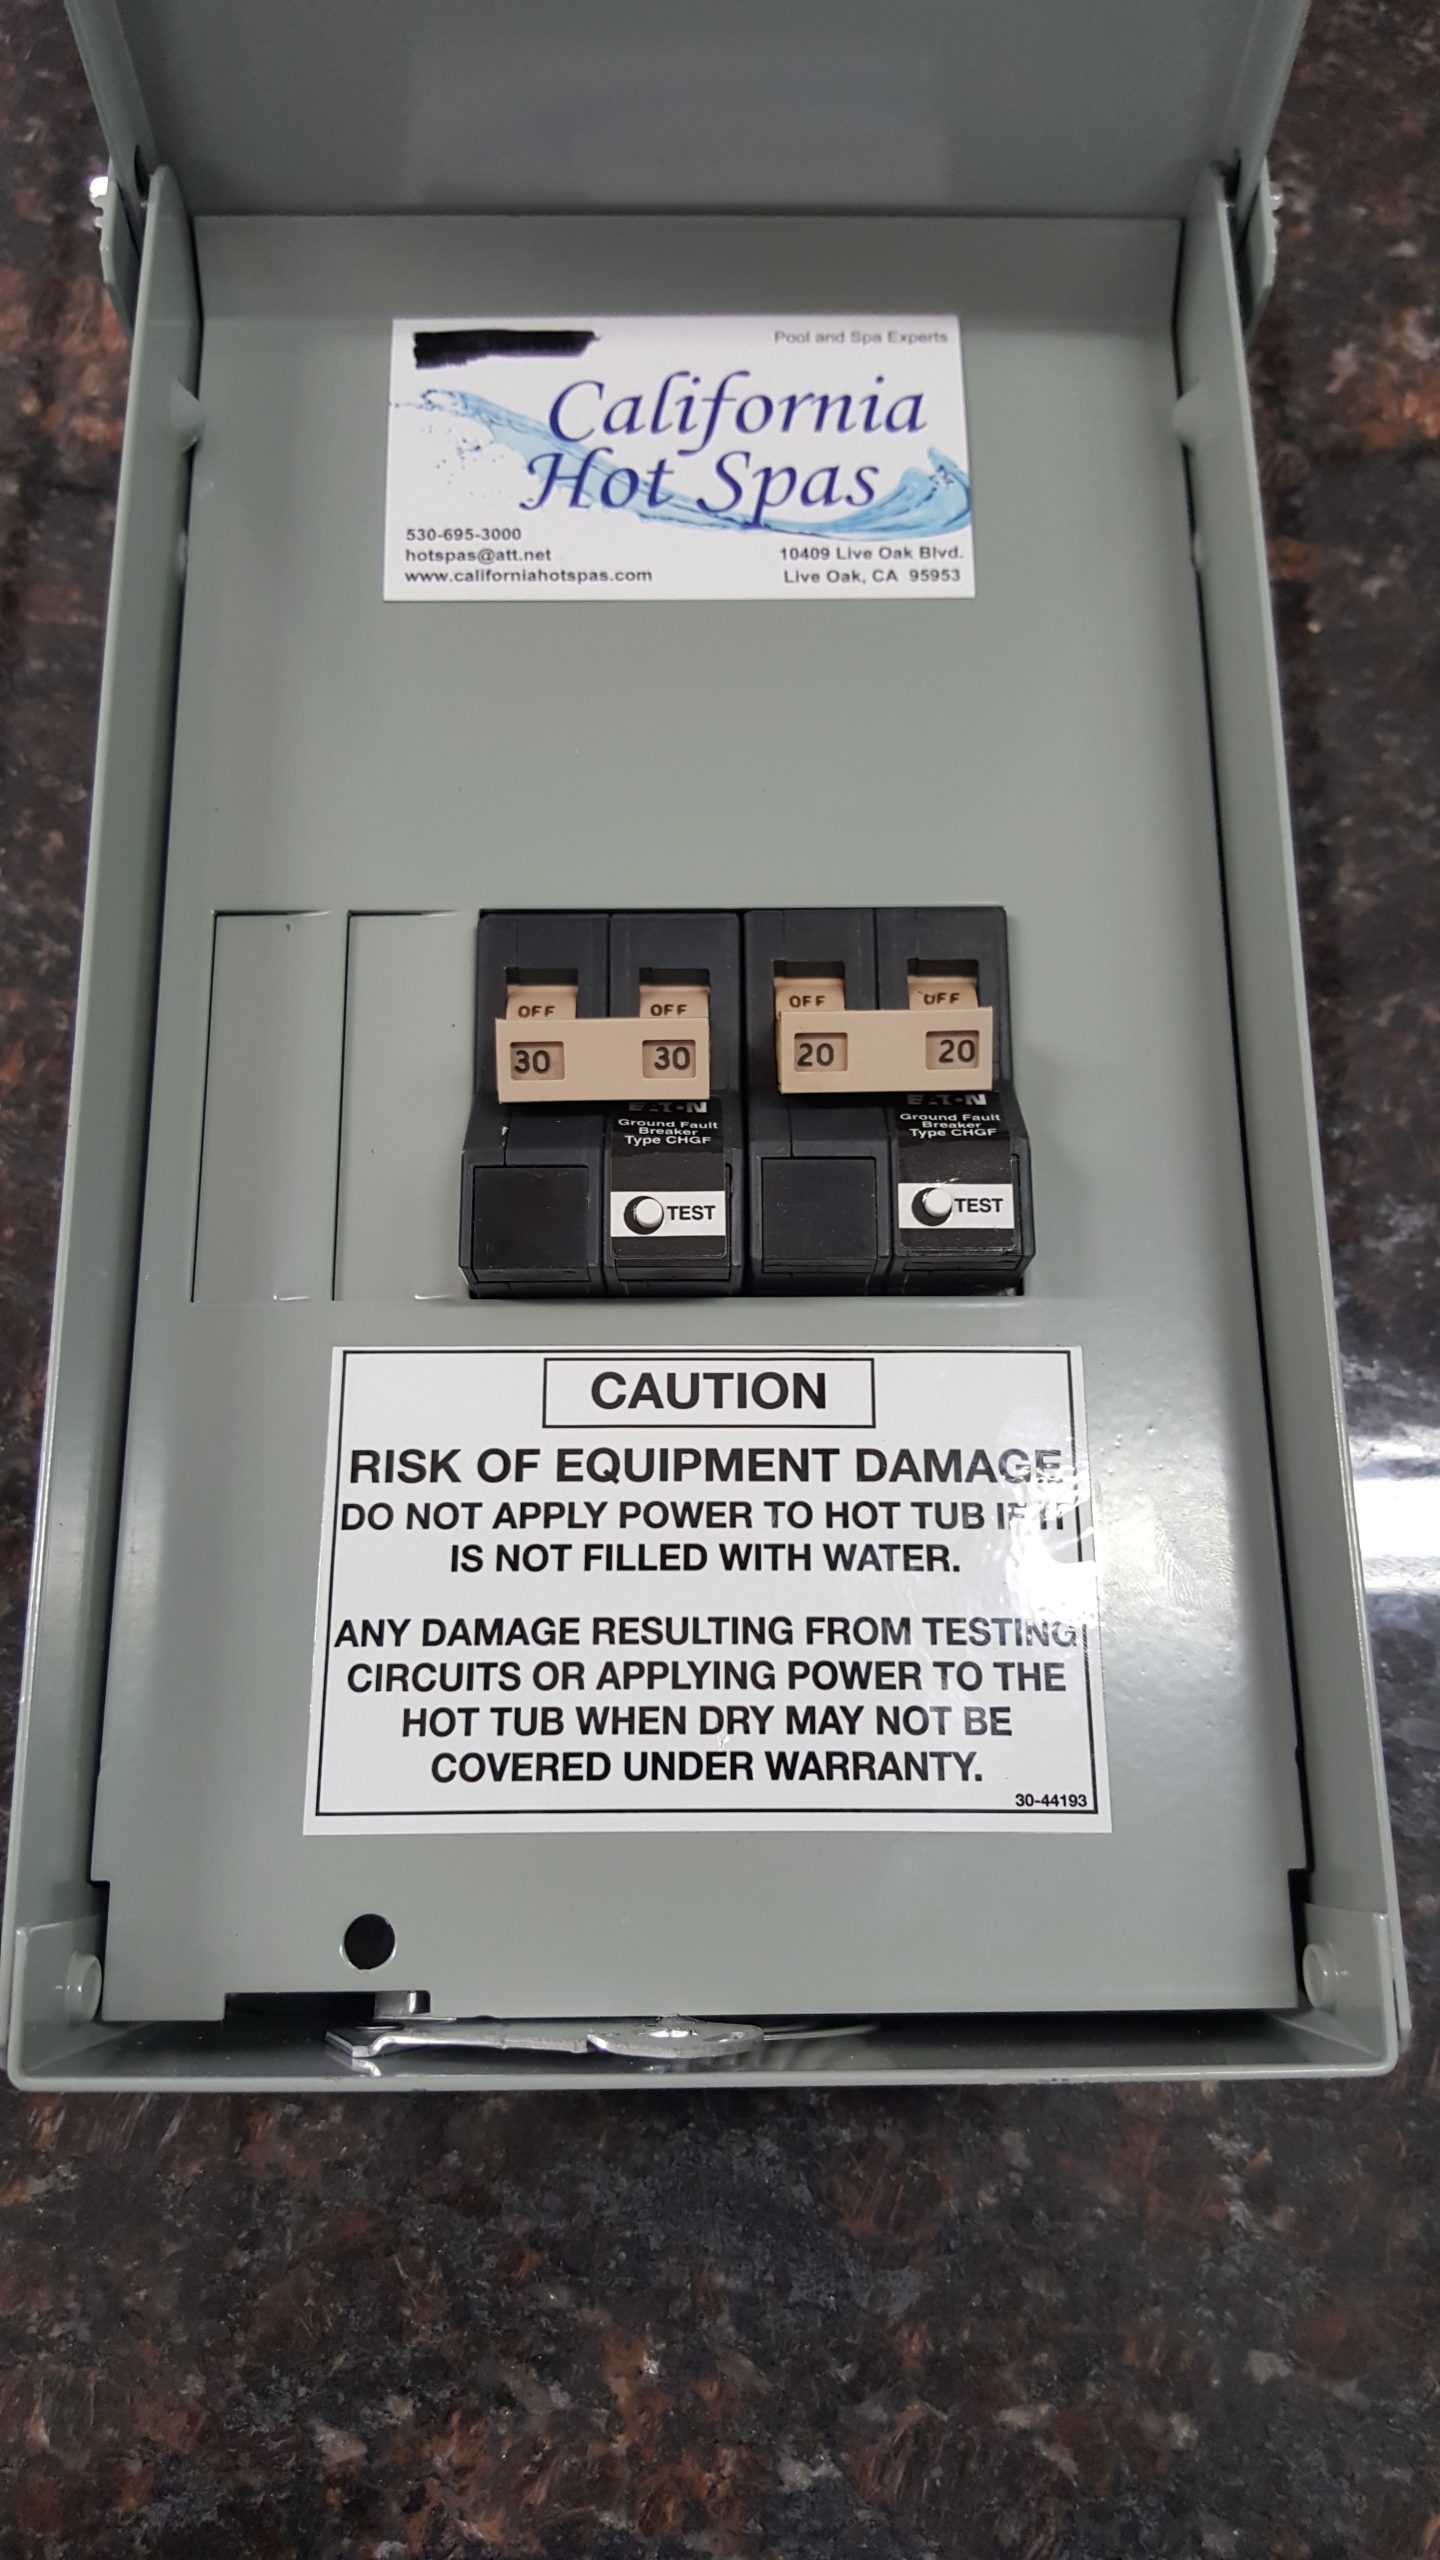 Pool and Spa Experts
California
Hot Spas
530-695-3000
hotspas@att.net
www.californiahotspas.com
10409 Live Oak Blvd.
Live Oak, CA 95953
OFF OFF OFF OFF
30 30 20 20
EATON
Ground Fault
Breaker
Type CHGF
TEST
EATON
Ground Fault
Breaker
Type CHGF
TEST
CAUTION
RISK OF EQUIPMENT DAMAGE
DO NOT APPLY POWER TO HOT TUB IF IT
IS NOT FILLED WITH WATER.
ANY DAMAGE RESULTING FROM TESTING
CIRCUITS OR APPLYING POWER TO THE
HOT TUB WHEN DRY MAY NOT BE
COVERED UNDER WARRANTY.
30-44193